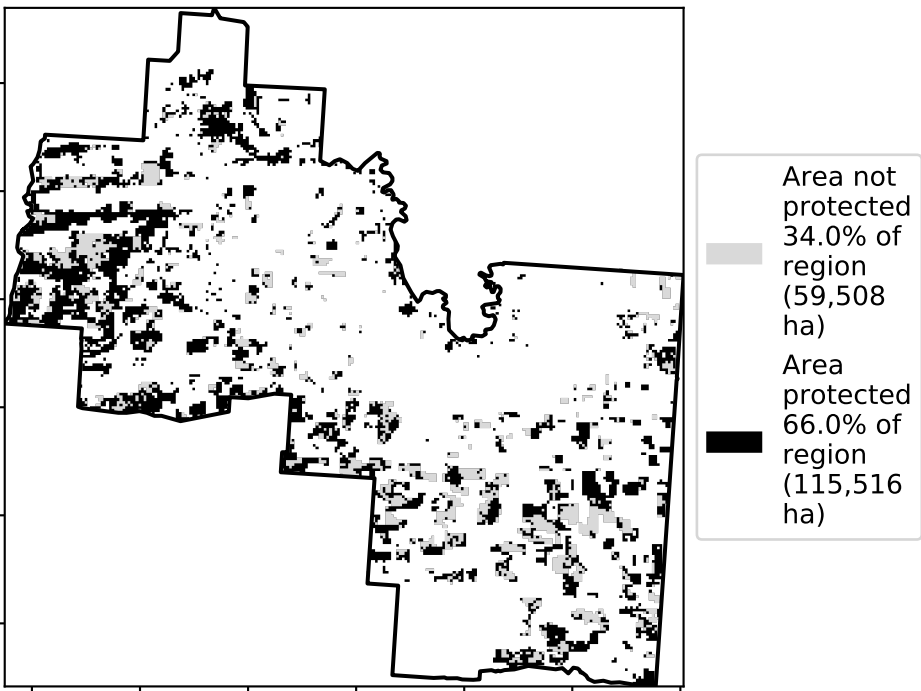 Area not
protected
34.0% of
region
(59,508
ha)
Area
protected
66.0% of
region
(115,516
ha)